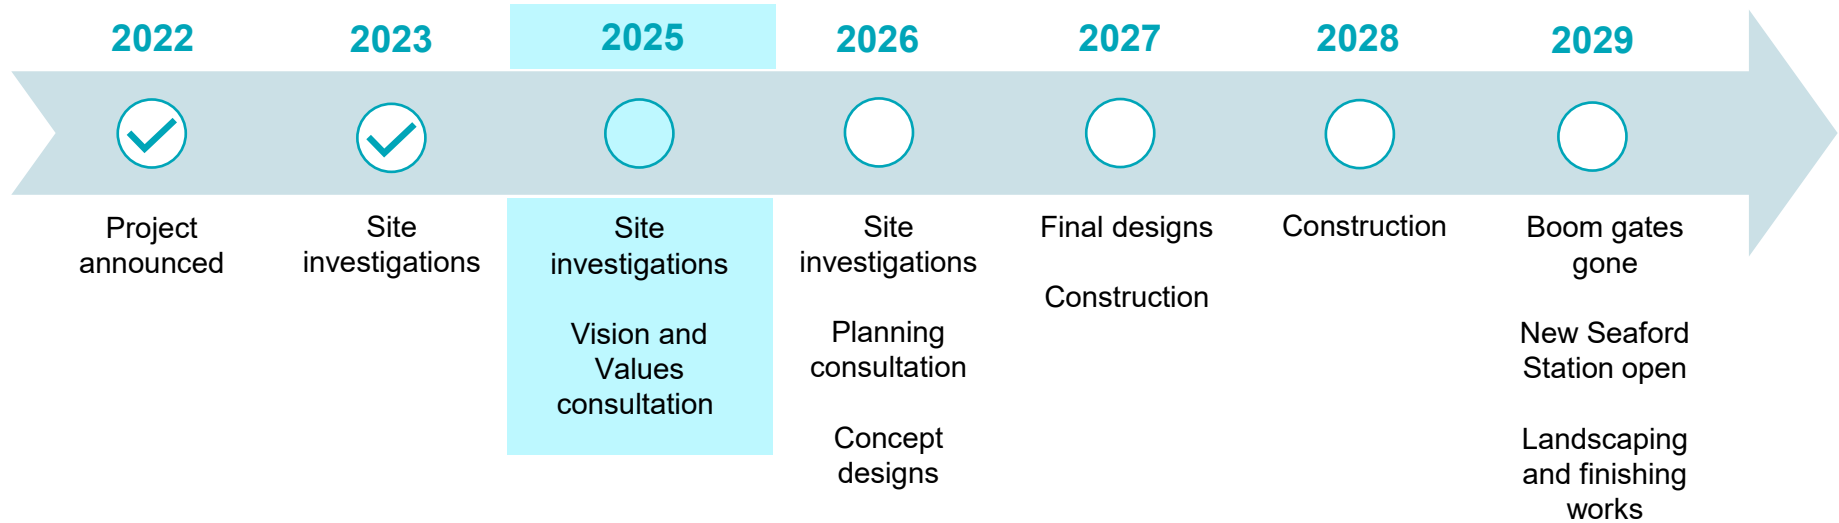 2022
2023
2025
2026
2027
2028
2029
Project
announced
Site
investigations
Site
investigations
Vision and
Values
consultation
Site
investigations
Planning
consultation
Concept
designs
Final designs
Construction
Construction
Boom gates
gone
New Seaford
Station open
Landscaping
and finishing
works